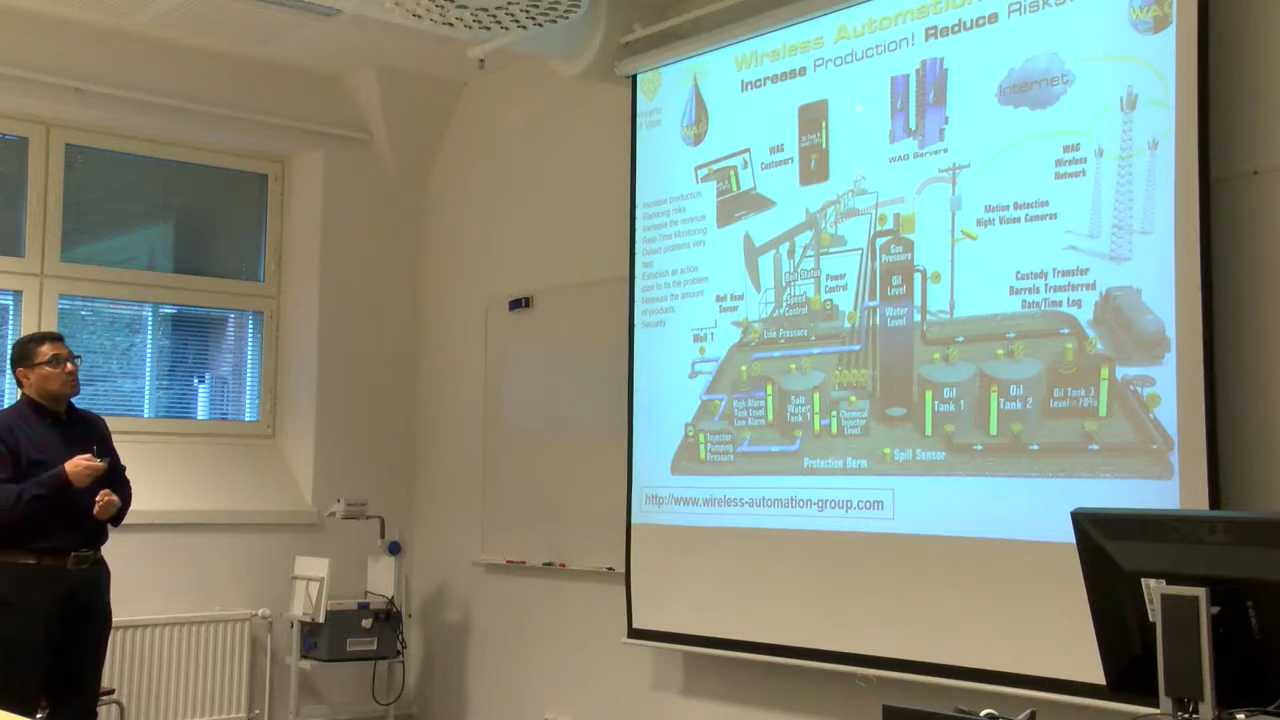 Wireless Automation
Increase Production! Reduce Risks!
WAG
WAG
Internet
WAG
Customers
WAG Servers
WAG
Wireless
Network
Motion Detection
Night Vision Cameras
Increase production
Reducing risks
Increase the revenue
Real-Time Monitoring
Detect problems very
fast
Establish an action
plan to fix the problem
Measure the amount
of products
Security
Gas
Pressure
Oil
Level
Water
Level
Power
Control
Speed
Control
Well Head
Sensor
Line Pressure
Well 1
Custody Transfer
Barrels Transferred
Date/Time Log
High Alarm
Tank Level
Low Alarm
Salt
Water
Tank 1
Chemical
Injector
Level
Oil
Tank 1
Oil
Tank 2
Oil Tank 3
Level=70%
Injector
Pumping
Pressure
Protection Berm
Spill Sensor
http://www.wireless-automation-group.com